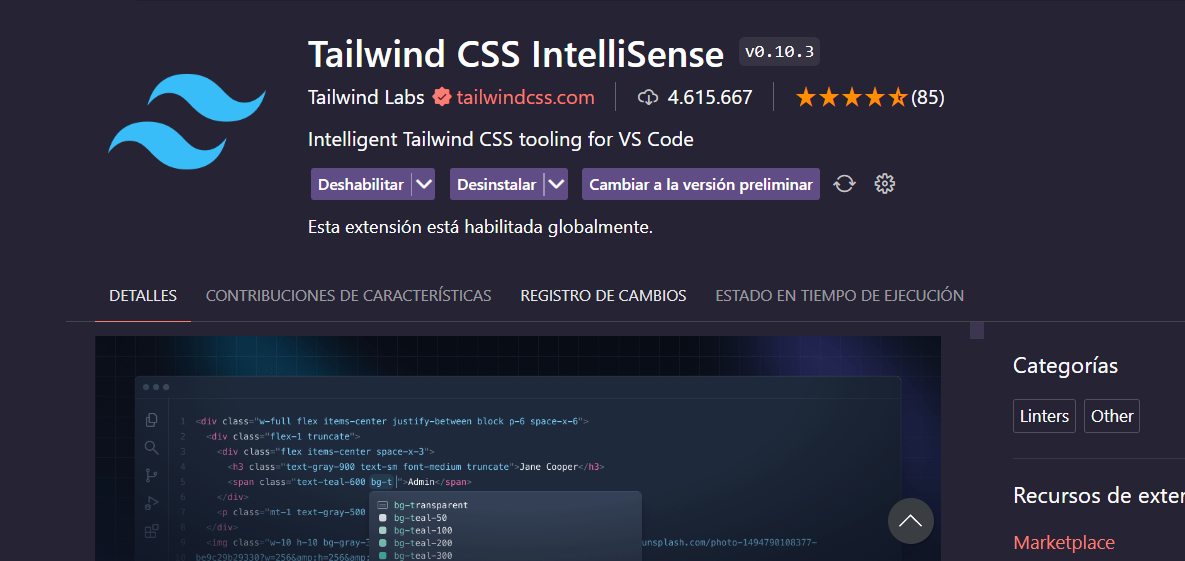 Tailwind CSS IntelliSense v0.10.3
Tailwind Labs tailwindcss.com 4.615.667 (85)
Intelligent Tailwind CSS tooling for VS Code
Deshabilitar Desinstalar Cambiar a la versión preliminar
Esta extensión está habilitada globalmente.
DETALLES CONTRIBUCIONES DE CARACTERÍSTICAS REGISTRO DE CAMBIOS ESTADO EN TIEMPO DE EJECUCIÓN
1 <div class="w-full flex items-center justify-between block p-6 space-x-6">
2 <div class="flex-1 truncate">
3 <div class="flex items-center space-x-3">
4 <h3 class="text-gray-900 text-sm font-medium truncate">Jane Cooper</h3>
5 <span class="text-teal-600 bg-t">Admin</span>
6 </div>
7 <p class="mt-1 text-gray-500
8 </div>
9 <img class="w-10 h-10 bg-gray-3 unsplash.com/photo-1494790108377-
10 be9c29b29330?w=256&amp;h=256&amp;
bg-transparent
bg-teal-50
bg-teal-100
bg-teal-200
bg-teal-300
Categorías
Linters Other
Recursos de exter
Marketplace